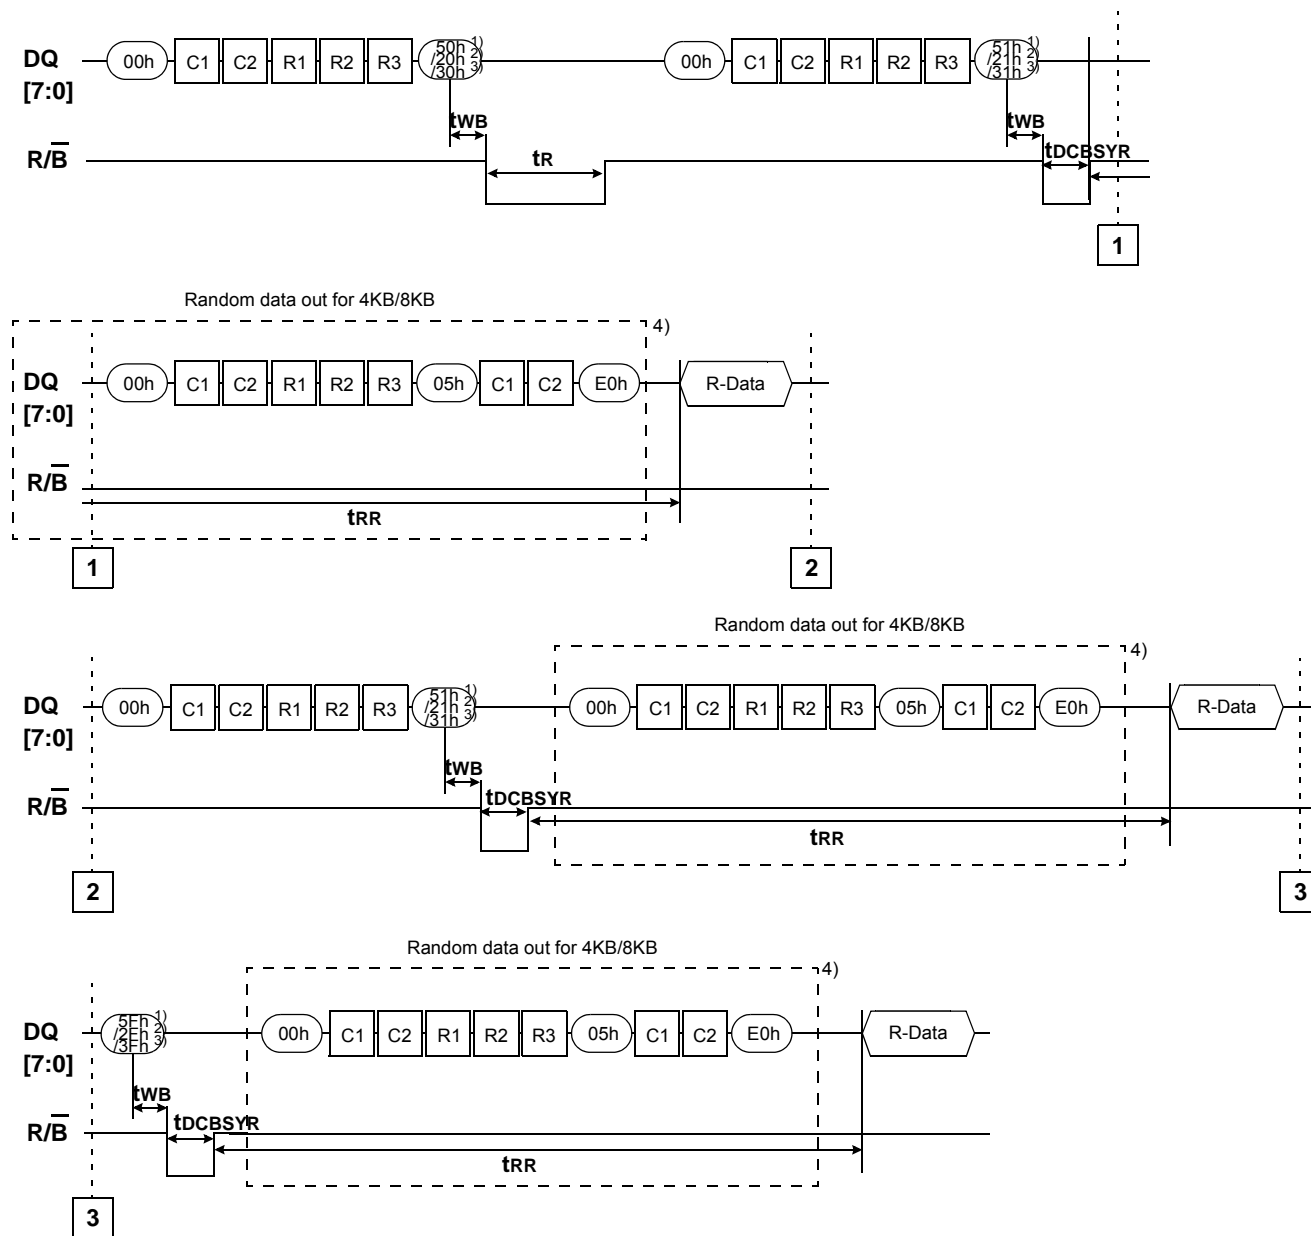 DQ [7:0] 00h C1 C2 R1 R2 R3 50h 1) /20h 2) /30h 3) 00h C1 C2 R1 R2 R3 51h 1) /21h 2) /31h 3)
tWB tWB
R/B tR tDCBSYR
1
Random data out for 4KB/8KB
4)
DQ [7:0] 00h C1 C2 R1 R2 R3 05h C1 C2 E0h R-Data
R/B
tRR
1 2
Random data out for 4KB/8KB
4)
DQ [7:0] 00h C1 C2 R1 R2 R3 51h 1) /21h 2) /31h 3) 00h C1 C2 R1 R2 R3 05h C1 C2 E0h R-Data
tWB
R/B tDCBSYR
tRR
2 3
Random data out for 4KB/8KB
4)
DQ [7:0] 5Fh 1) /2Fh 2) /3Fh 3) 00h C1 C2 R1 R2 R3 05h C1 C2 E0h R-Data
tWB
R/B tDCBSYR
tRR
3